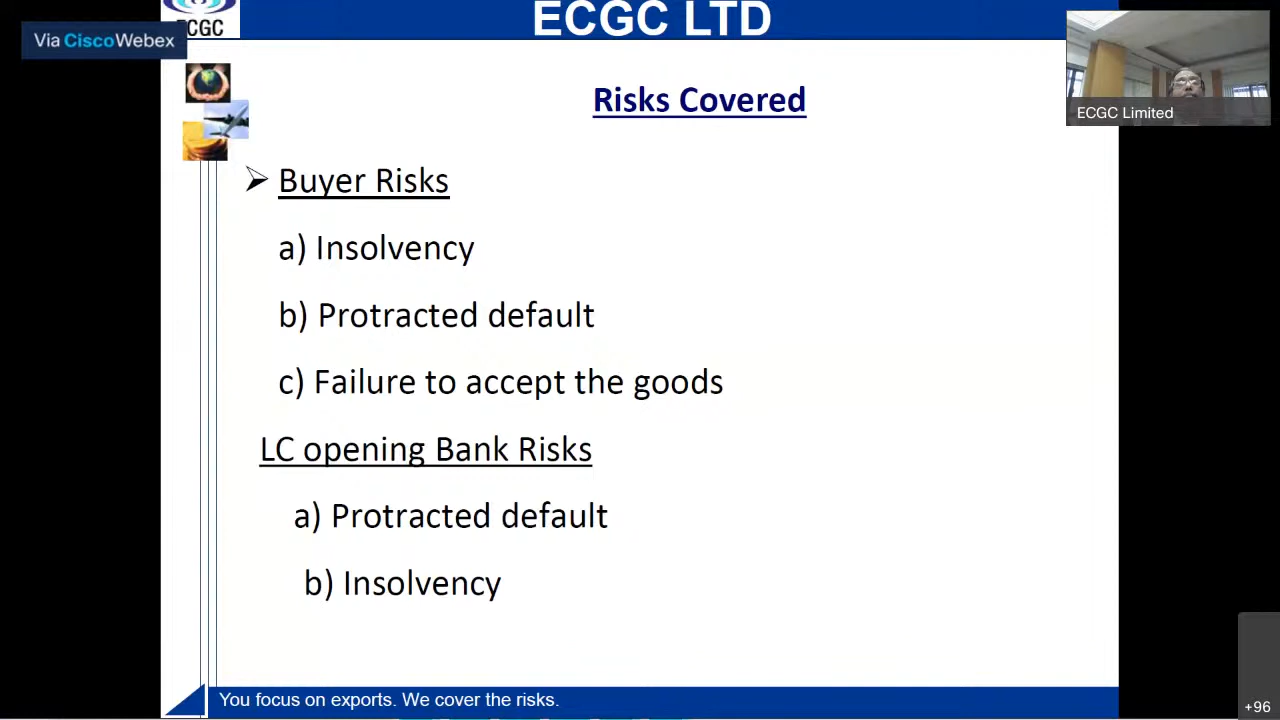 ECGC LTD
ECGC
Via CiscoWebex
ECGC Limited
Risks Covered
➢ Buyer Risks
a) Insolvency
b) Protracted default
c) Failure to accept the goods
LC opening Bank Risks
a) Protracted default
b) Insolvency
You focus on exports. We cover the risks.
+96